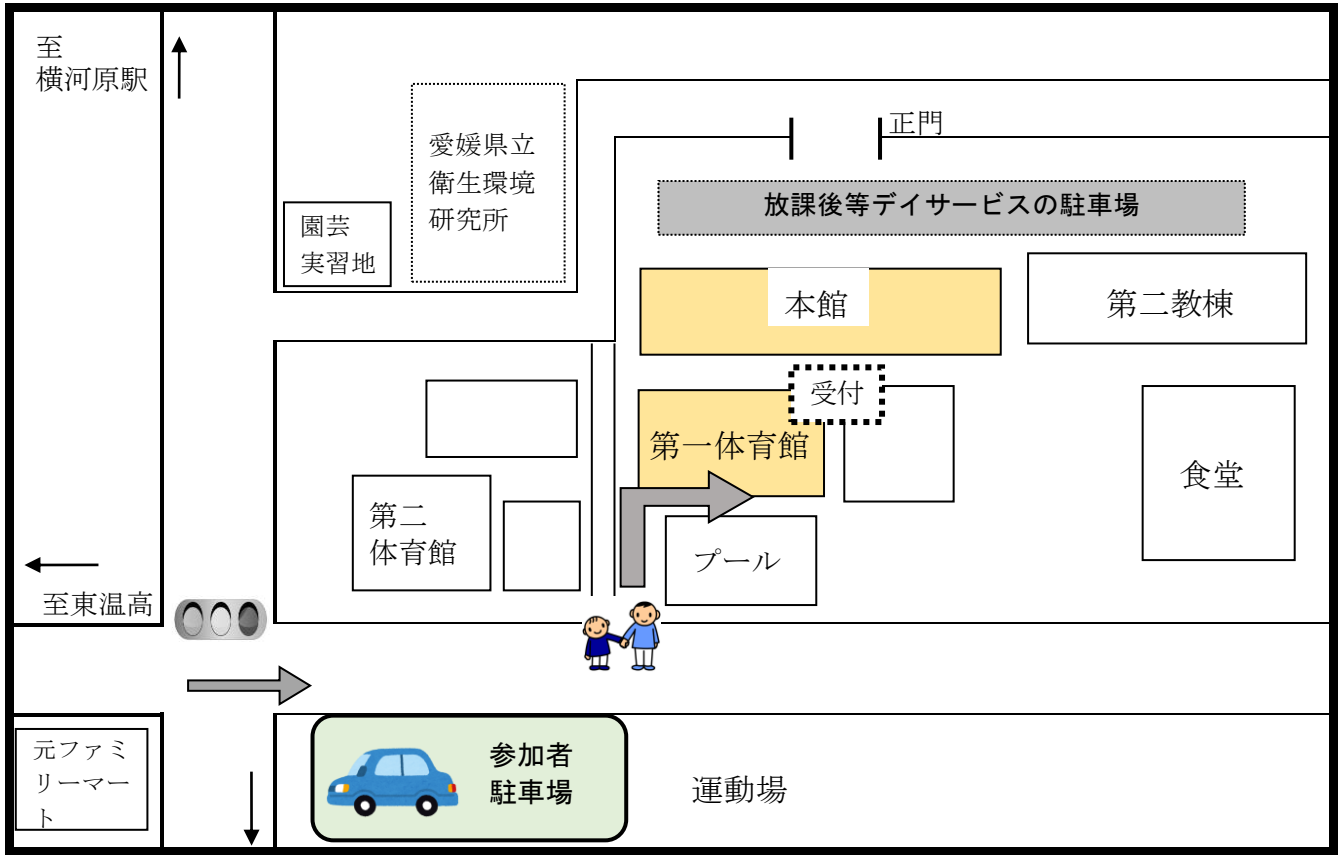 至
横河原駅
正門
愛媛県立
衛生環境
研究所
放課後等デイサービスの駐車場
園芸
実習地
本館
第二教棟
受付
第一体育館
食堂
第二
体育館
プール
至東温高
元ファミ
リーマー
ト
参加者
駐車場
運動場